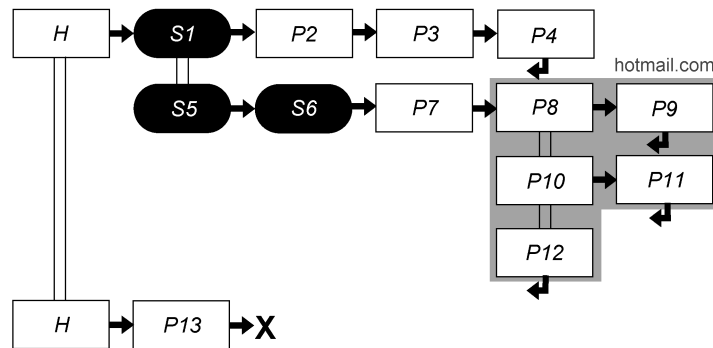 H S1 P2 P3 P4
hotmail.com
S5 S6 P7 P8 P9
P10 P11
P12
H P13 X